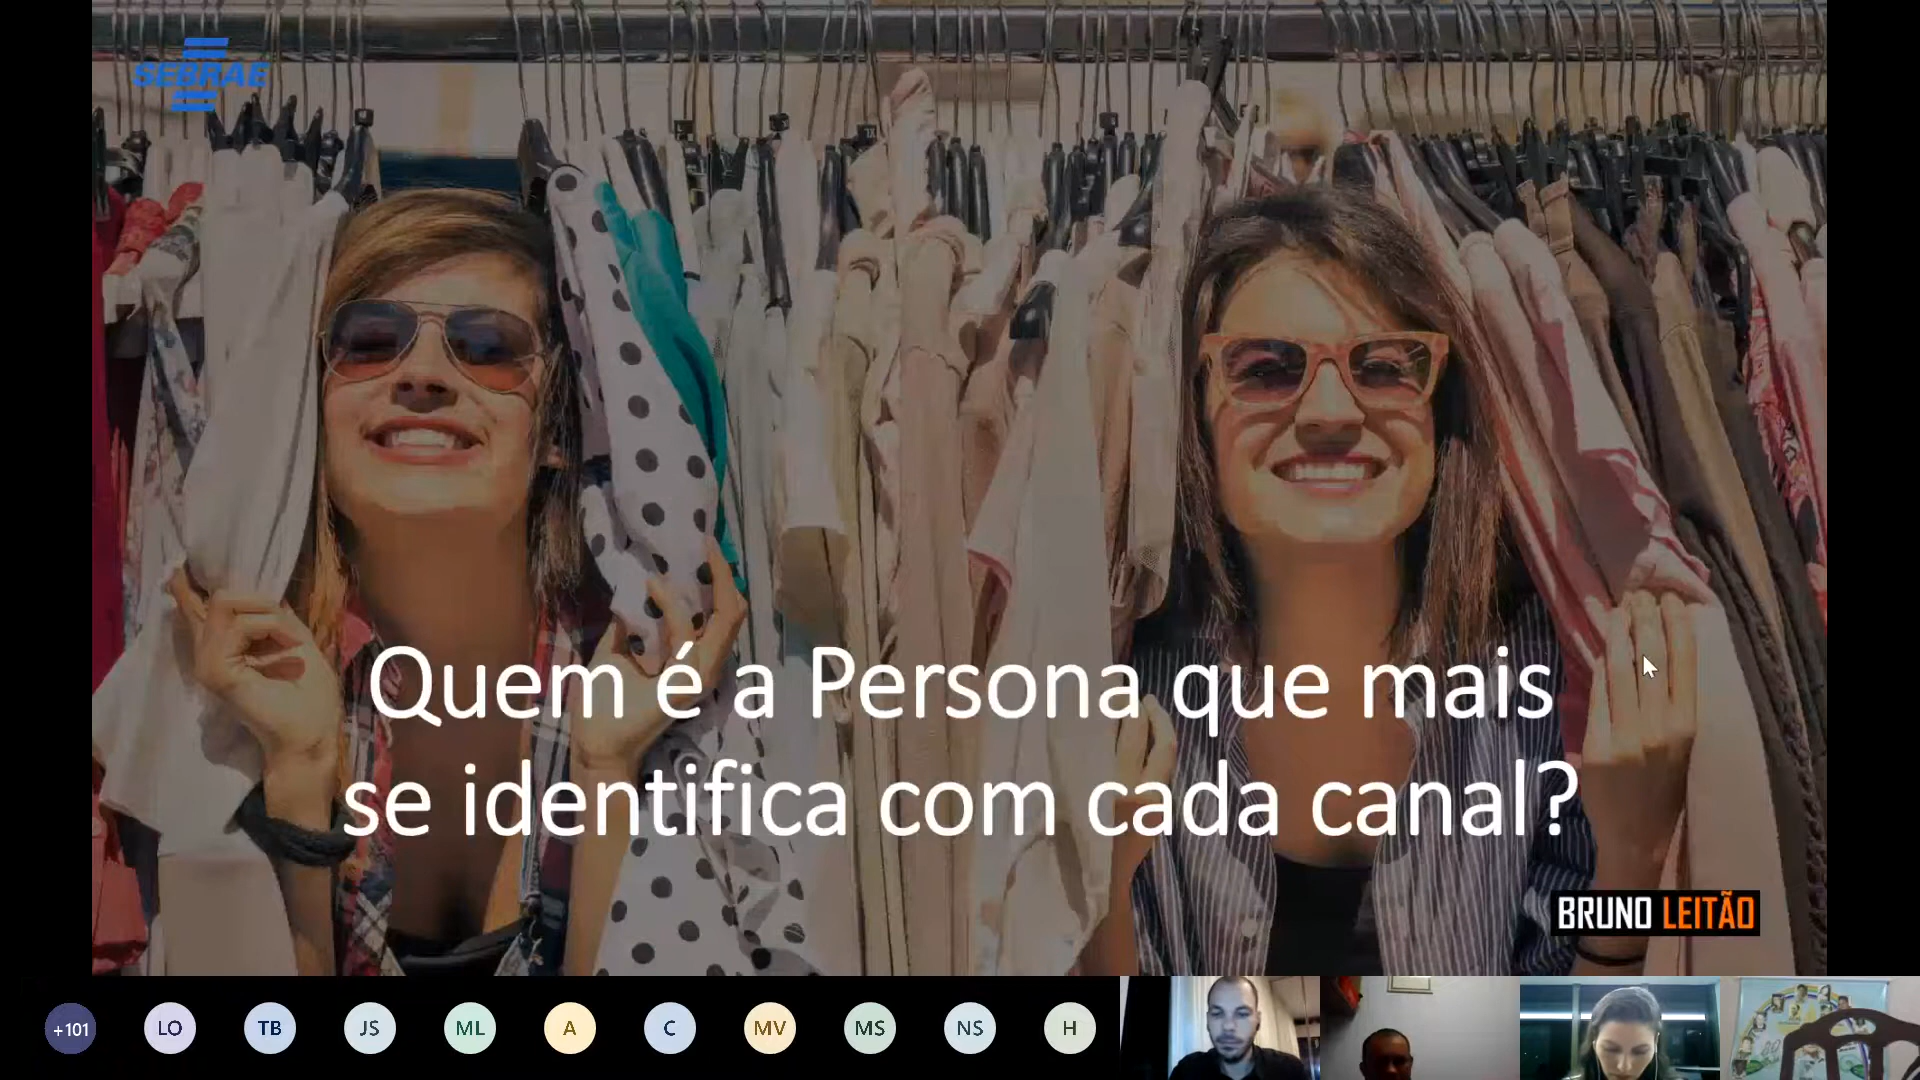 SEBRAE
Quem é a Persona que mais
se identifica com cada canal?
BRUNO LEITÃO
+101
LO
TB
JS
ML
A
C
MV
MS
NS
H